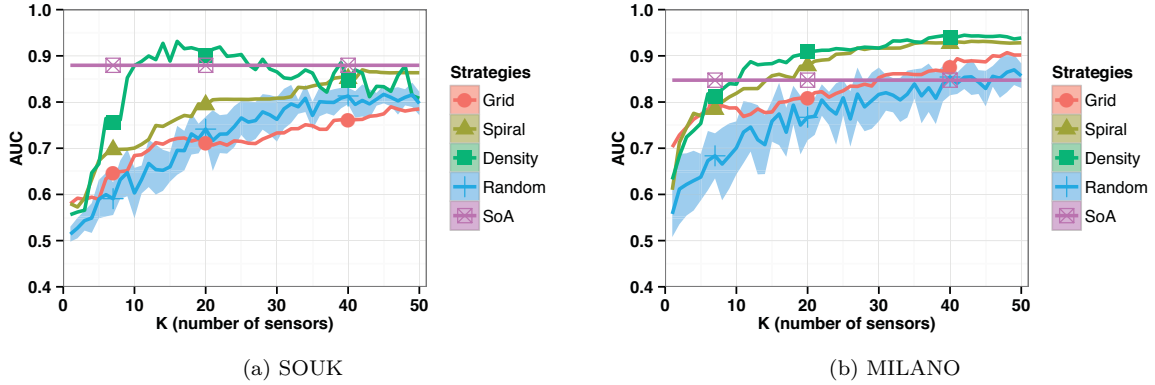 1.0
0.9
0.8
0.7
0.6
0.5
0.4
AUC
0 10 20 30 40 50
K (number of sensors)
Strategies
Grid
Spiral
Density
Random
SoA
(a) SOUK
1.0
0.9
0.8
0.7
0.6
0.5
0.4
AUC
0 10 20 30 40 50
K (number of sensors)
Strategies
Grid
Spiral
Density
Random
SoA
(b) MILANO